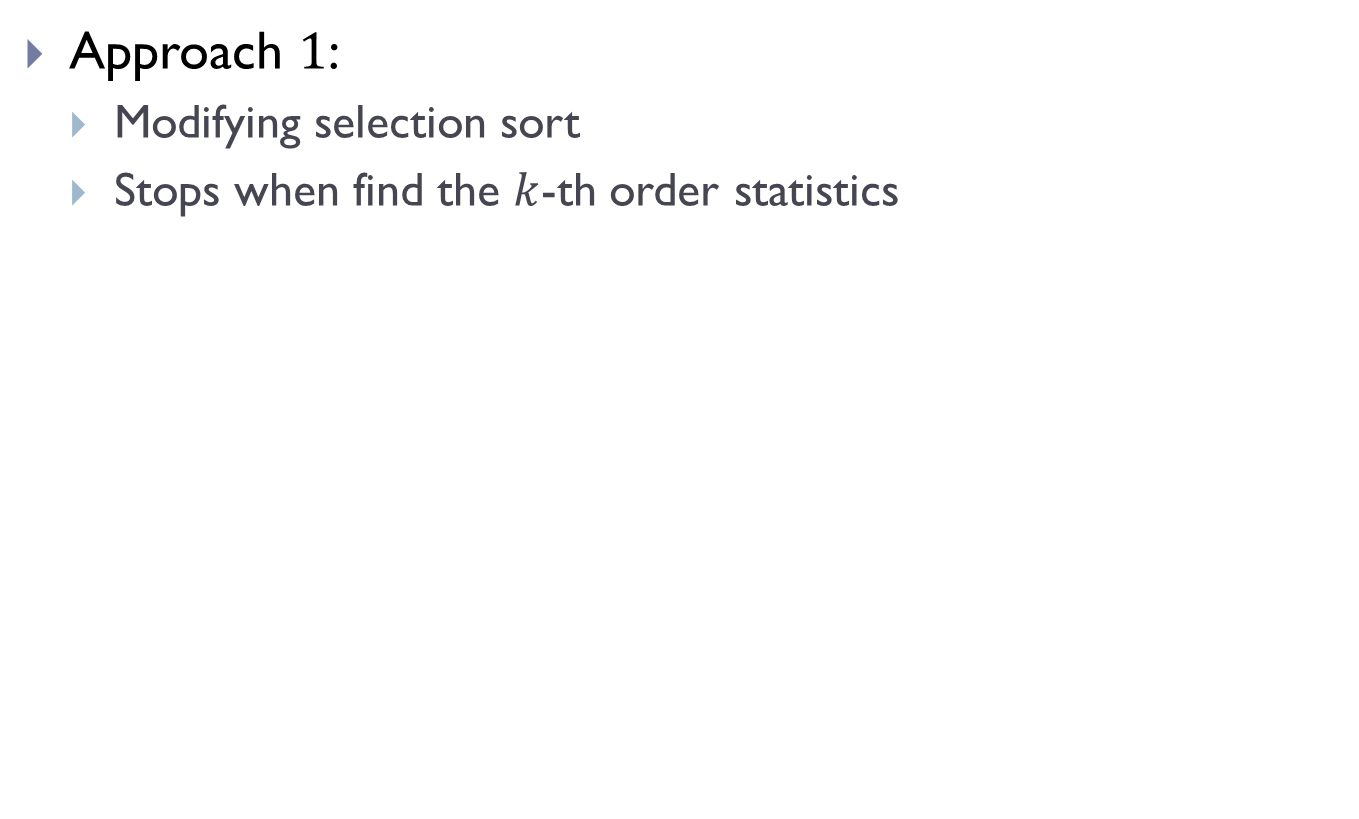 Approach 1:
Modifying selection sort
Stops when find the k-th order statistics